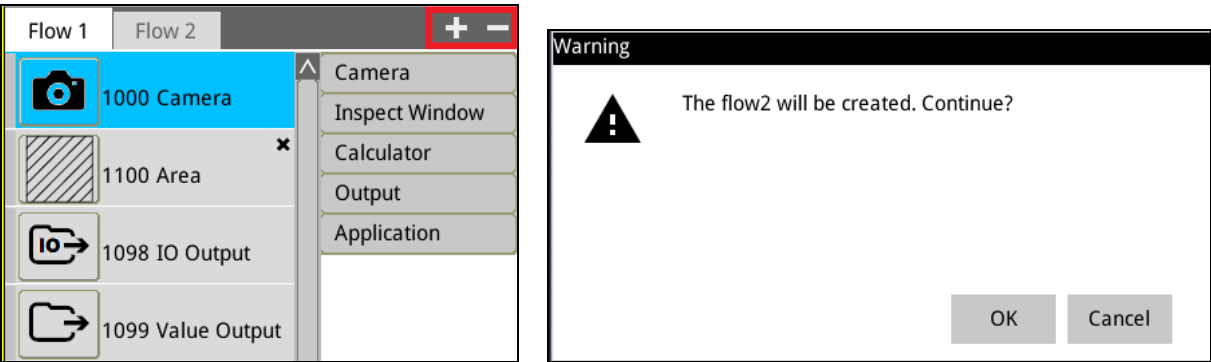 Flow 1
Flow 2
1000 Camera
1100 Area
IO
1098 IO Output
1099 Value Output
Camera
Inspect Window
Calculator
Output
Application
Warning
The flow2 will be created. Continue?
OK
Cancel